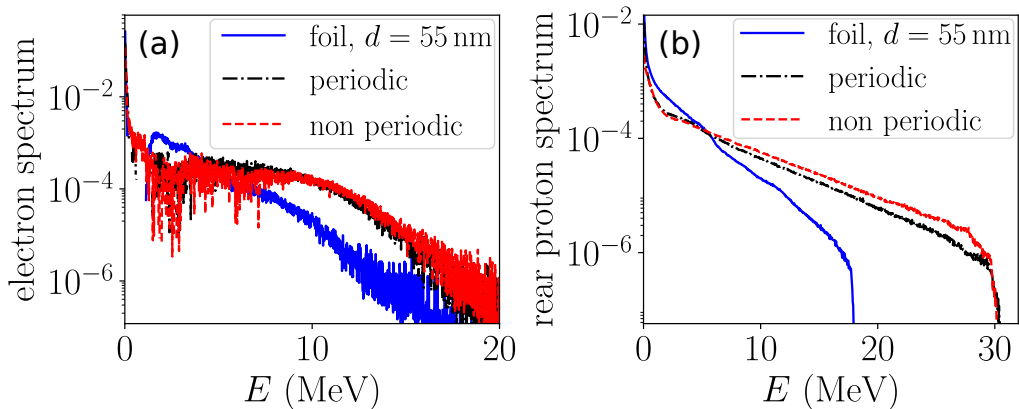 (a)
foil, d = 55 nm
periodic
non periodic
electron spectrum
10⁻²
10⁻⁴
10⁻⁶
0 10 20
E (MeV)
(b)
foil, d = 55 nm
periodic
non periodic
rear proton spectrum
10⁻²
10⁻⁴
10⁻⁶
0 10 20 30
E (MeV)